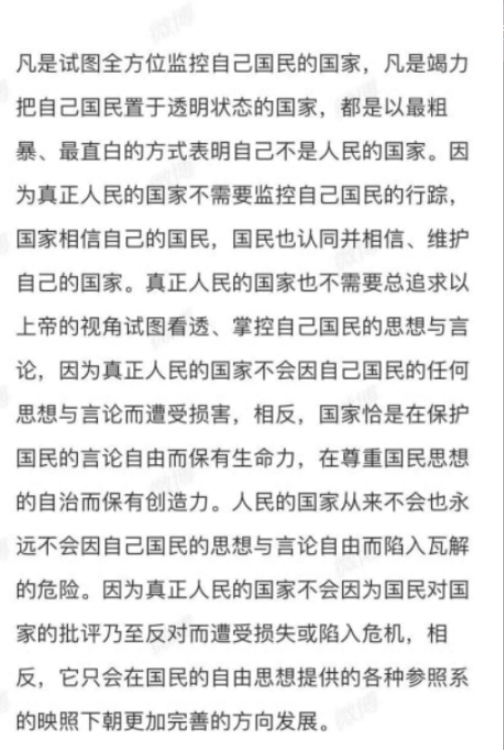 凡是试图全方位监控自己国民的国家，凡是竭力
把自己国民置于透明状态的国家，都是以最粗
暴、最直白的方式表明自己不是人民的国家。因
为真正人民的国家不需要监控自己国民的行踪，
国家相信自己的国民，国民也认同并相信、维护
自己的国家。真正人民的国家也不需要总追求以
上帝的视角试图看透、掌控自己国民的思想与言
论，因为真正人民的国家不会因自己国民的任何
思想与言论而遭受损害，相反，国家恰是在保护
国民的言论自由而保有生命力，在尊重国民思想
的自治而保有创造力。人民的国家从来不会也永
远不会因自己国民的思想与言论自由而陷入瓦解
的危险。因为真正人民的国家不会因为国民对国
家的批评乃至反对而遭受损失或陷入危机，相
反，它只会在国民的自由思想提供的各种参照系
的映照下朝更加完善的方向发展。